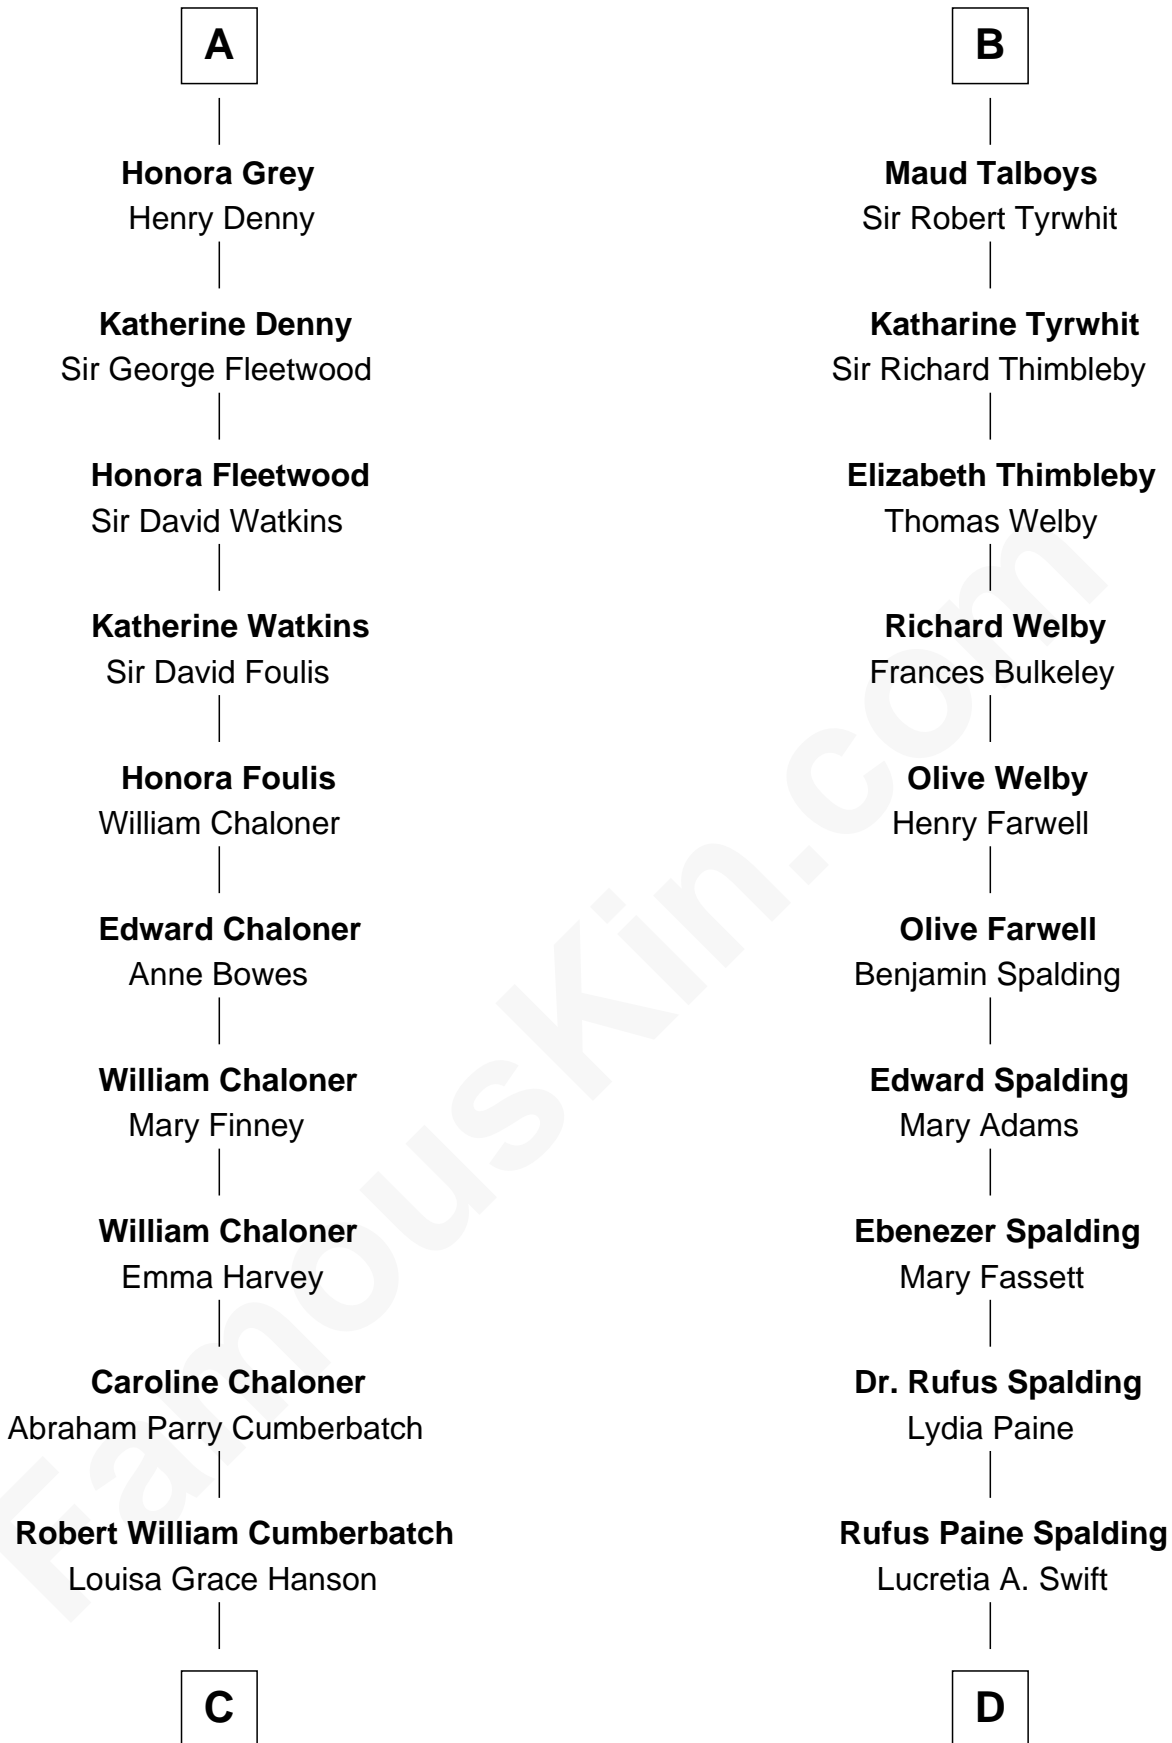 A
Honora Grey
Henry Denny
Katherine Denny
Sir George Fleetwood
Honora Fleetwood
Sir David Watkins
Katherine Watkins
Sir David Foulis
Honora Foulis
William Chaloner
Edward Chaloner
Anne Bowes
William Chaloner
Mary Finney
William Chaloner
Emma Harvey
Caroline Chaloner
Abraham Parry Cumberbatch
Robert William Cumberbatch
Louisa Grace Hanson
C
B
Maud Talboys
Sir Robert Tyrwhit
Katharine Tyrwhit
Sir Richard Thimbleby
Elizabeth Thimbleby
Thomas Welby
Richard Welby
Frances Bulkeley
Olive Welby
Henry Farwell
Olive Farwell
Benjamin Spalding
Edward Spalding
Mary Adams
Ebenezer Spalding
Mary Fassett
Dr. Rufus Spalding
Lydia Paine
Rufus Paine Spalding
Lucretia A. Swift
D
FamousKin.com